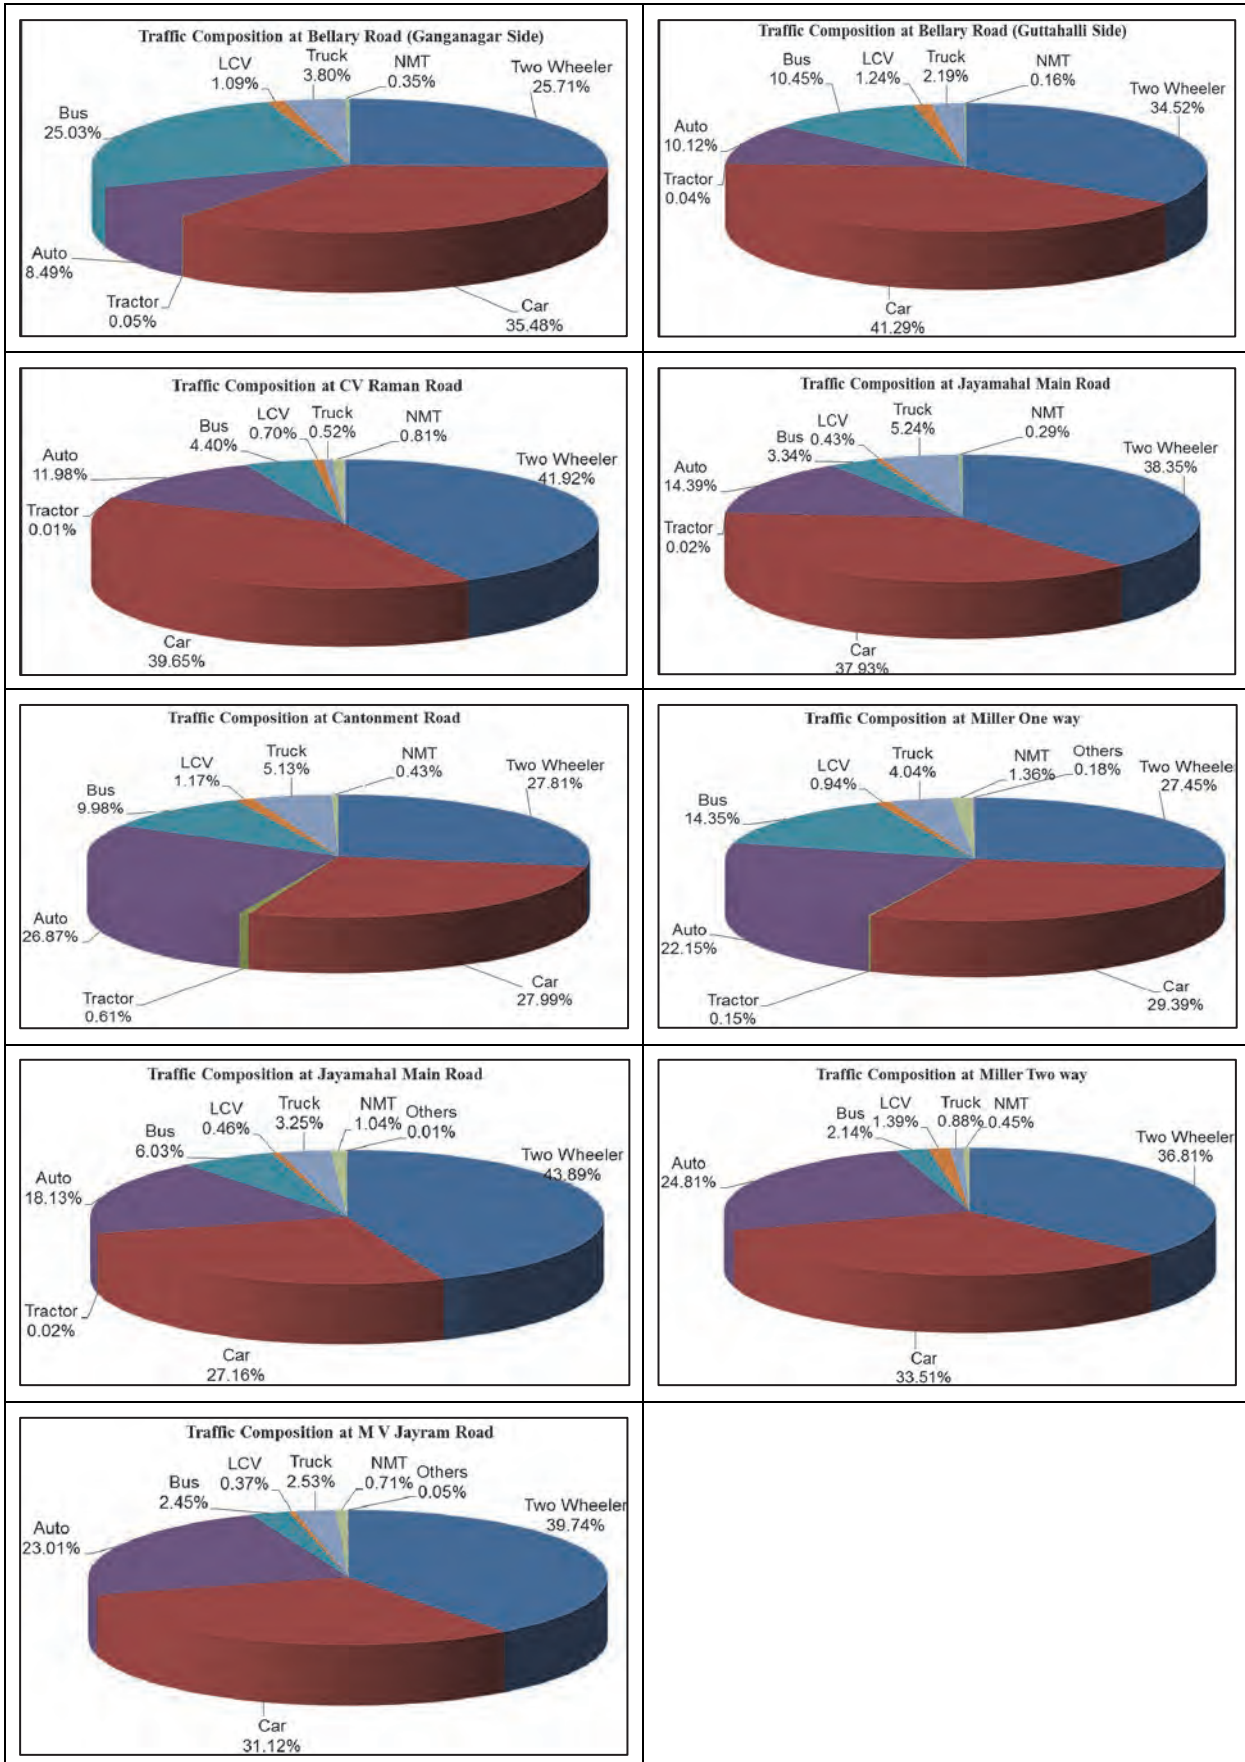 Traffic Composition at Bellary Road (Ganganagar Side)
LCV
1.09%
Truck
3.80%
NMT
0.35%
Two Wheeler
25.71%
Bus
25.03%
Auto
8.49%
Tractor
0.05%
Car
35.48%
Traffic Composition at Bellary Road (Guttahalli Side)
Bus
10.45%
LCV
1.24%
Truck
2.19%
NMT
0.16%
Two Wheeler
34.52%
Auto
10.12%
Tractor
0.04%
Car
41.29%
Traffic Composition at CV Raman Road
Auto
11.98%
Bus
4.40%
LCV
0.70%
Truck
0.52%
NMT
0.81%
Two Wheeler
41.92%
Tractor
0.01%
Car
39.65%
Traffic Composition at Jayamahal Main Road
Auto
14.39%
Bus
3.34%
LCV
0.43%
Truck
5.24%
NMT
0.29%
Two Wheeler
38.35%
Tractor
0.02%
Car
37.93%
Traffic Composition at Cantonment Road
Bus
9.98%
LCV
1.17%
Truck
5.13%
NMT
0.43%
Two Wheeler
27.81%
Auto
26.87%
Tractor
0.61%
Car
27.99%
Traffic Composition at Miller One way
Bus
14.35%
LCV
0.94%
Truck
4.04%
NMT
1.36%
Others
0.18%
Two Wheeler
27.45%
Auto
22.15%
Tractor
0.15%
Car
29.39%
Traffic Composition at Jayamahal Main Road
Auto
18.13%
Bus
6.03%
LCV
0.46%
Truck
3.25%
NMT
1.04%
Others
0.01%
Two Wheeler
43.89%
Tractor
0.02%
Car
27.16%
Traffic Composition at Miller Two way
Auto
24.81%
Bus
2.14%
LCV
1.39%
Truck
0.88%
NMT
0.45%
Two Wheeler
36.81%
Car
33.51%
Traffic Composition at M V Jayram Road
Auto
23.01%
Bus
2.45%
LCV
0.37%
Truck
2.53%
NMT
0.71%
Others
0.05%
Two Wheeler
39.74%
Car
31.12%